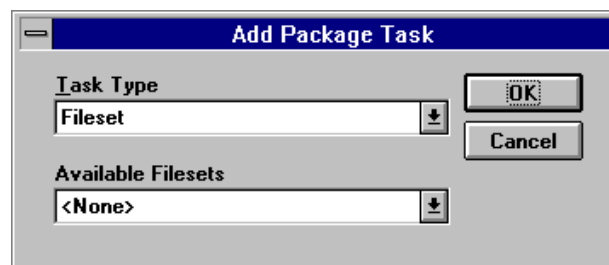 Add Package Task
Task Type
Fileset
OK
Cancel
Available Filesets
<None>